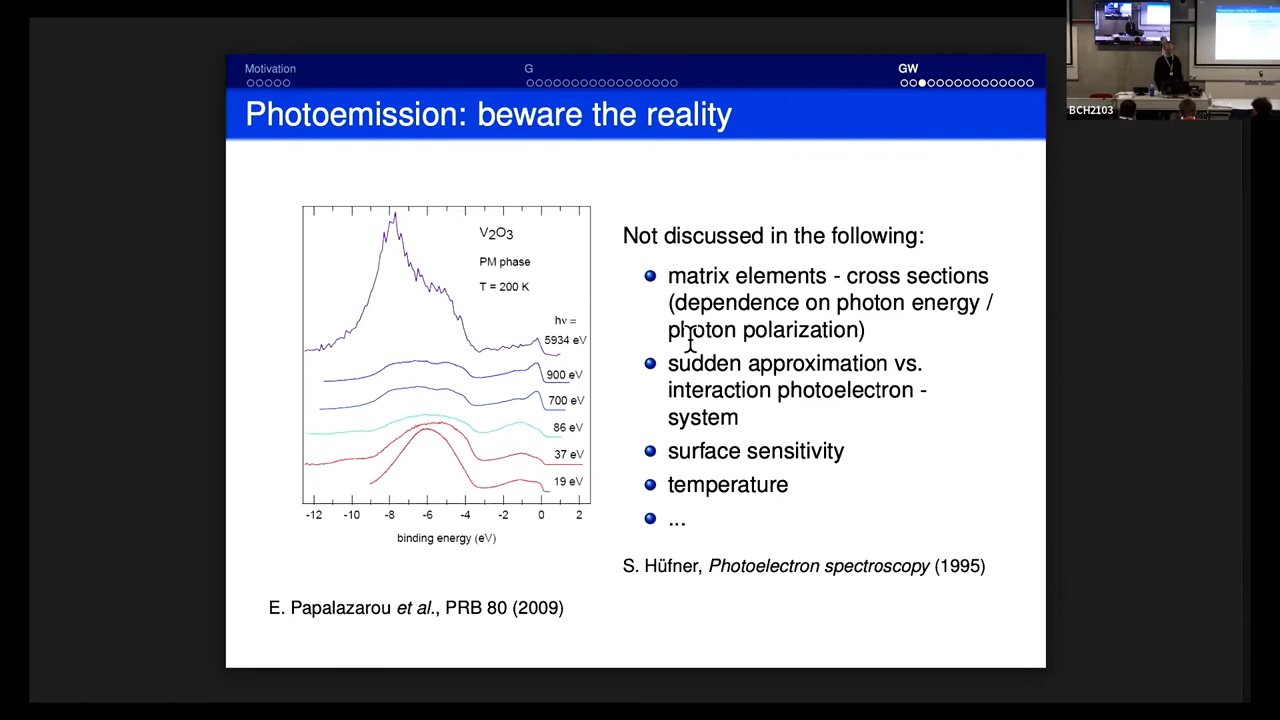 Motivation
G
GW
Photoemission: beware the reality
V2O3
PM phase
T = 200 K
hν =
5934 eV
900 eV
700 eV
86 eV
37 eV
19 eV
-12 -10 -8 -6 -4 -2 0 2
binding energy (eV)
E. Papalazarou et al., PRB 80 (2009)
Not discussed in the following:
matrix elements - cross sections
(dependence on photon energy /
photon polarization)
sudden approximation vs.
interaction photoelectron -
system
surface sensitivity
temperature
...
S. Hüfner, Photoelectron spectroscopy (1995)
BCH2103